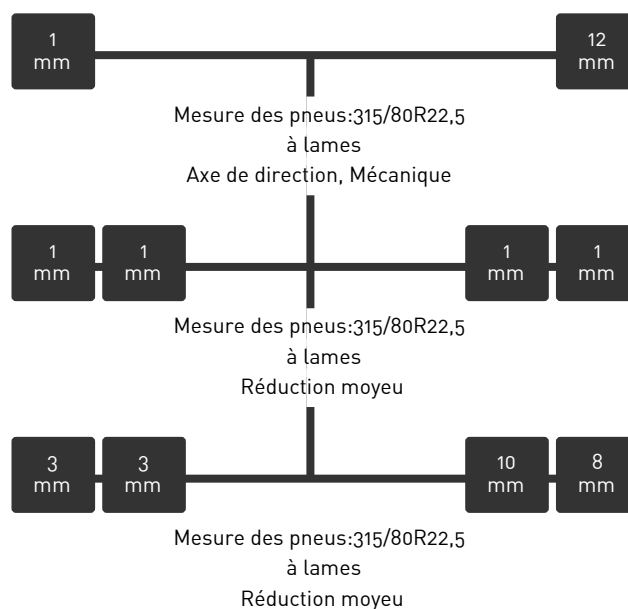 1 mm 12 mm
Mesure des pneus:315/80R22,5
à lames
Axe de direction, Mécanique
1 mm 1 mm 1 mm 1 mm
Mesure des pneus:315/80R22,5
à lames
Réduction moyeu
3 mm 3 mm 10 mm 8 mm
Mesure des pneus:315/80R22,5
à lames
Réduction moyeu